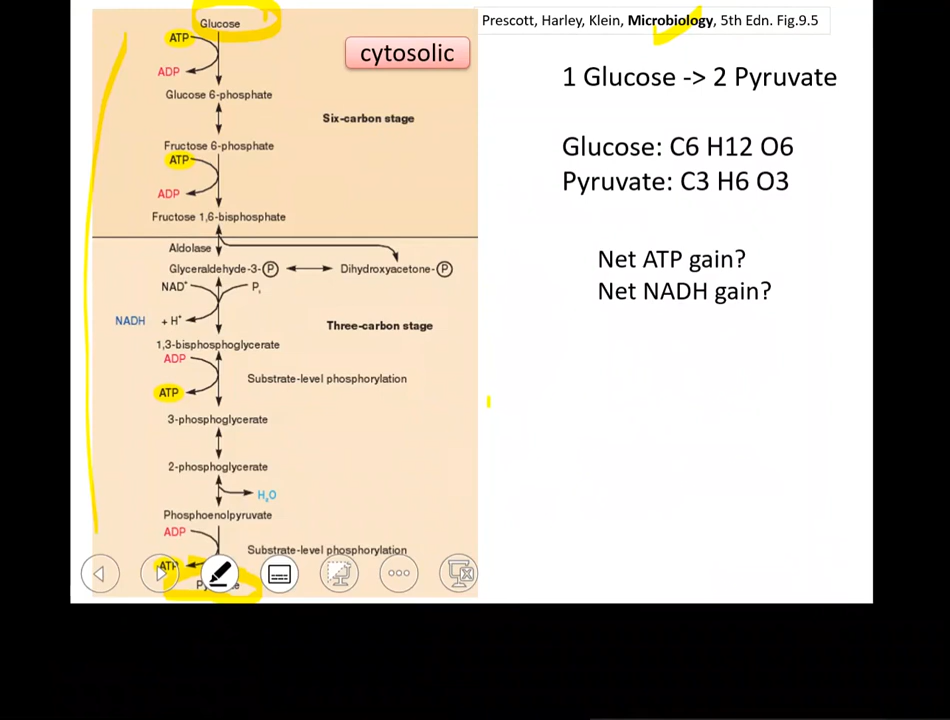 Glucose
ATP
ADP
Glucose 6-phosphate
Fructose 6-phosphate
ATP
ADP
Fructose 1,6-bisphosphate
cytosolic
Six-carbon stage
Aldolase
Glyceraldehyde-3-P
Dihydroxyacetone-P
NAD⁺
Pᵢ
NADH + H⁺
1,3-bisphosphoglycerate
Three-carbon stage
ADP
Substrate-level phosphorylation
ATP
3-phosphoglycerate
2-phosphoglycerate
H₂O
Phosphoenolpyruvate
ADP
Substrate-level phosphorylation
ATP
Prescott, Harley, Klein, Microbiology, 5th Edn. Fig.9.5
1 Glucose -> 2 Pyruvate
Glucose: C6 H12 O6
Pyruvate: C3 H6 O3
Net ATP gain?
Net NADH gain?